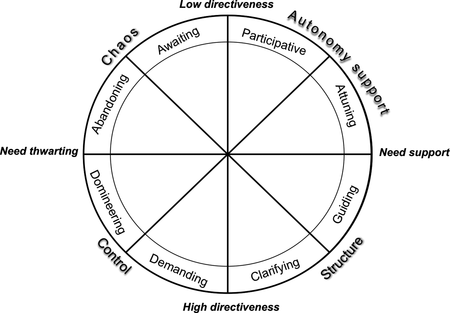 Low directiveness
Chaos
Autonomy support
Awaiting
Participative
Abandoning
Attuning
Need thwarting
Need support
Domineering
Guiding
Control
Demanding
Clarifying
Structure
High directiveness